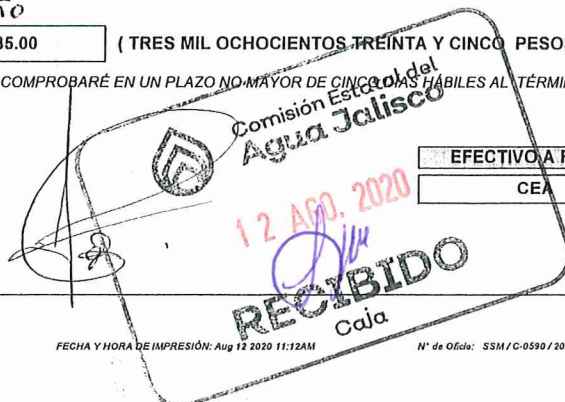 35.00 ( TRES MIL OCHOCIENTOS TREINTA Y CINCO PESOS
COMPROBARÉ EN UN PLAZO NO MAYOR DE CINCO DÍAS HÁBILES AL TÉRMI
Comisión Estatal del
Agua Jalisco
EFECTIVO A
CEA
12 AGO. 2020
RECIBIDO
Caja
FECHA Y HORA DE IMPRESIÓN: Aug 12 2020 11:12AM N° de Oficio: SSM / C-0590 / 20